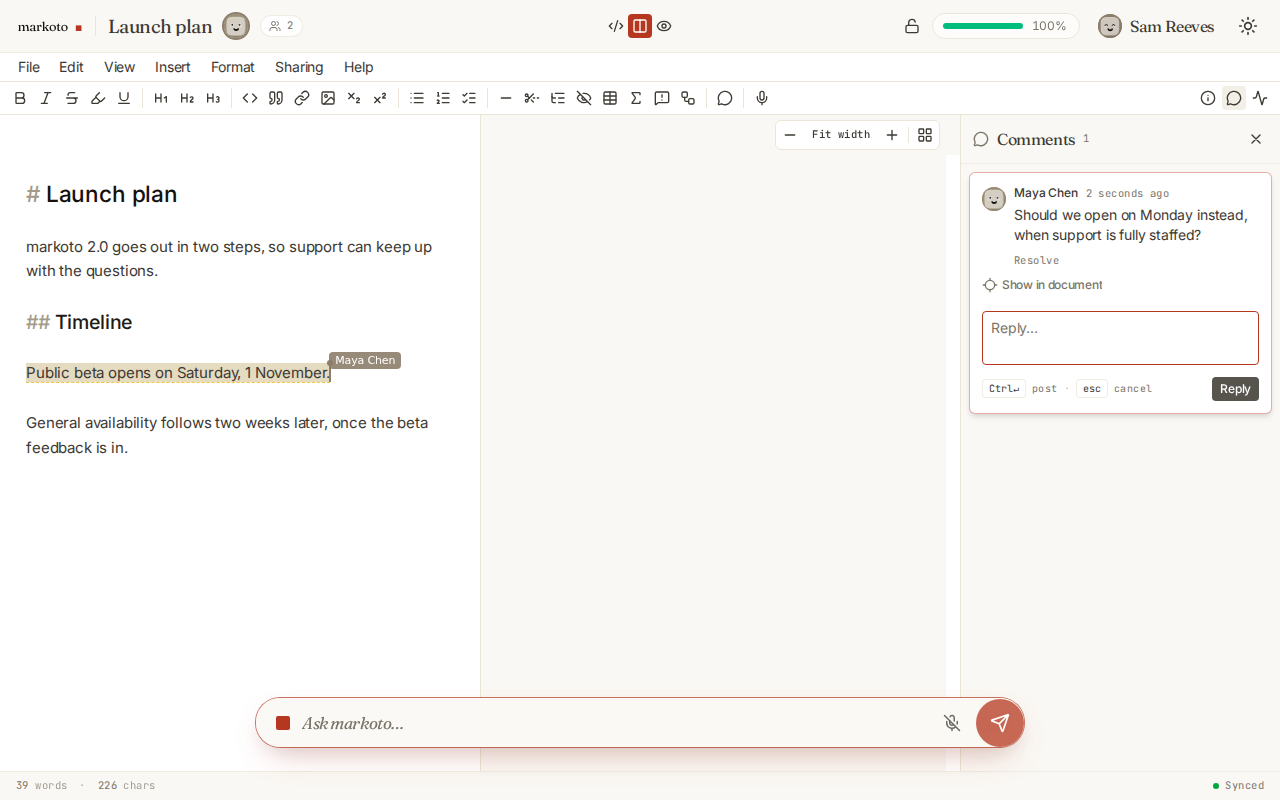 markoto
Launch plan
2
100%
Sam Reeves
File Edit View Insert Format Sharing Help
H1 H2 H3
Fit width
Comments 1
# Launch plan
markoto 2.0 goes out in two steps, so support can keep up
with the questions.
## Timeline
Maya Chen
Public beta opens on Saturday, 1 November.
General availability follows two weeks later, once the beta
feedback is in.
Maya Chen 2 seconds ago
Should we open on Monday instead,
when support is fully staffed?
Resolve
Show in document
Reply...
Ctrl↵ post · esc cancel
Reply
Ask markoto...
39 words · 226 chars
Synced